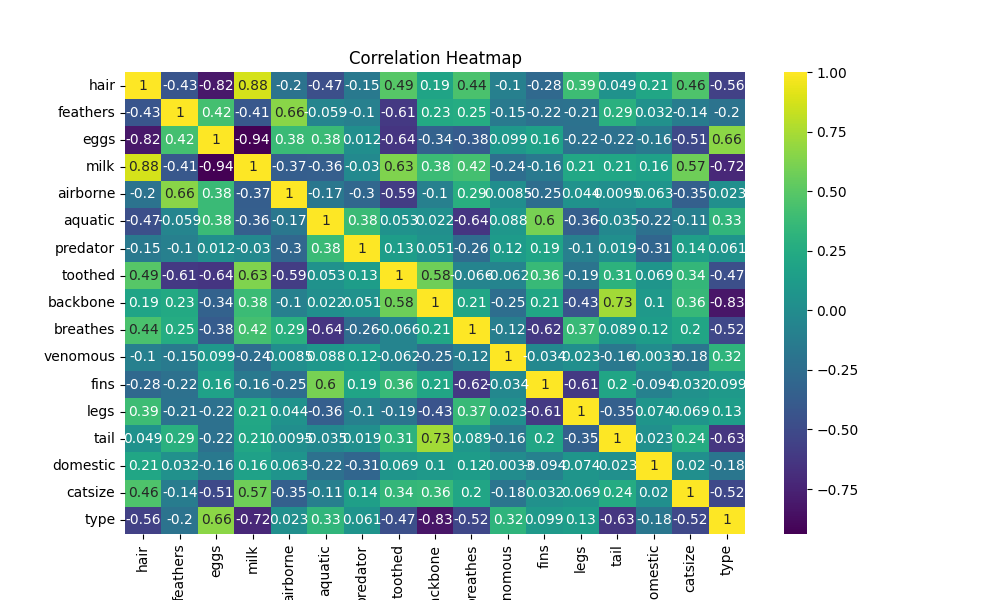 Correlation Heatmap
hair 1 -0.43 -0.82 0.88 -0.2 -0.47 -0.15 0.49 0.19 0.44 -0.1 -0.28 0.39 0.049 0.21 0.46 -0.56
feathers -0.43 1 0.42 -0.41 0.66 -0.059 -0.1 -0.61 0.23 0.25 -0.15 -0.22 -0.21 0.29 0.032 -0.14 -0.2
eggs -0.82 0.42 1 -0.94 0.38 0.38 0.012 -0.64 -0.34 -0.38 0.099 0.16 -0.22 -0.22 -0.16 -0.51 0.66
milk 0.88 -0.41 -0.94 1 -0.37 -0.36 -0.03 0.63 0.38 0.42 -0.24 -0.16 0.21 0.21 0.16 0.57 -0.72
airborne -0.2 0.66 0.38 -0.37 1 -0.17 -0.3 -0.59 -0.1 0.29 0.0085 -0.25 0.044 0.0095 0.063 -0.35 0.023
aquatic -0.47 -0.059 0.38 -0.36 -0.17 1 0.38 0.053 0.022 -0.64 0.088 0.6 -0.36 -0.035 -0.22 -0.11 0.33
predator -0.15 -0.1 0.012 -0.03 -0.3 0.38 1 0.13 0.051 -0.26 0.12 0.19 -0.1 0.019 -0.31 0.14 0.061
toothed 0.49 -0.61 -0.64 0.63 -0.59 0.053 0.13 1 0.58 -0.066 -0.062 0.36 -0.19 0.31 0.069 0.34 -0.47
backbone 0.19 0.23 -0.34 0.38 -0.1 0.022 0.051 0.58 1 0.21 -0.25 0.21 -0.43 0.73 0.1 0.36 -0.83
breathes 0.44 0.25 -0.38 0.42 0.29 -0.64 -0.26 -0.066 0.21 1 -0.12 -0.62 0.37 0.089 0.12 0.2 -0.52
venomous -0.1 -0.15 0.099 -0.24 0.0085 0.088 0.12 -0.062 -0.25 -0.12 1 -0.034 0.023 -0.16 -0.0033 -0.18 0.32
fins -0.28 -0.22 0.16 -0.16 -0.25 0.6 0.19 0.36 0.21 -0.62 -0.034 1 -0.61 0.2 -0.094 0.032 0.099
legs 0.39 -0.21 -0.22 0.21 0.044 -0.36 -0.1 -0.19 -0.43 0.37 0.023 -0.61 1 -0.35 0.074 0.069 0.13
tail 0.049 0.29 -0.22 0.21 0.0095 -0.035 0.019 0.31 0.73 0.089 -0.16 0.2 -0.35 1 0.023 0.24 -0.63
domestic 0.21 0.032 -0.16 0.16 0.063 -0.22 -0.31 0.069 0.1 0.12 -0.0033 -0.094 0.074 0.023 1 0.02 -0.18
catsize 0.46 -0.14 -0.51 0.57 -0.35 -0.11 0.14 0.34 0.36 0.2 -0.18 0.032 0.069 0.24 0.02 1 -0.52
type -0.56 -0.2 0.66 -0.72 0.023 0.33 0.061 -0.47 -0.83 -0.52 0.32 0.099 0.13 -0.63 -0.18 -0.52 1
hair feathers eggs milk airborne aquatic redator toothed ckbone reathes nomous fins legs tail omestic catsize type
1.00
0.75
0.50
0.25
0.00
−0.25
−0.50
−0.75